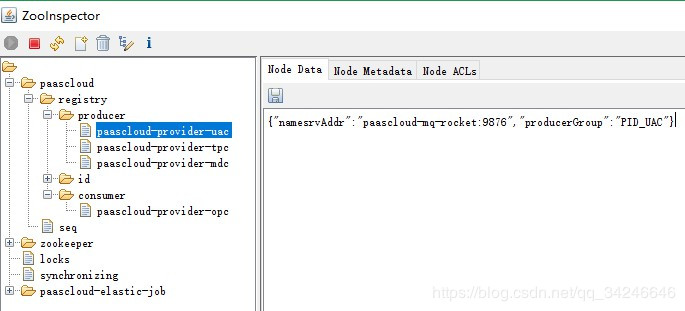 ZooInspector
paascloud
registry
producer
paascloud-provider-uac
paascloud-provider-tpc
paascloud-provider-mdc
id
consumer
paascloud-provider-opc
seq
zookeeper
locks
synchronizing
paascloud-elastic-job
Node Data
Node Metadata
Node ACLs
{"namesrvAddr":"paascloud-mq-rocket:9876","producerGroup":"PID_UAC"}
https://blog.csdn.net/qq_34246646